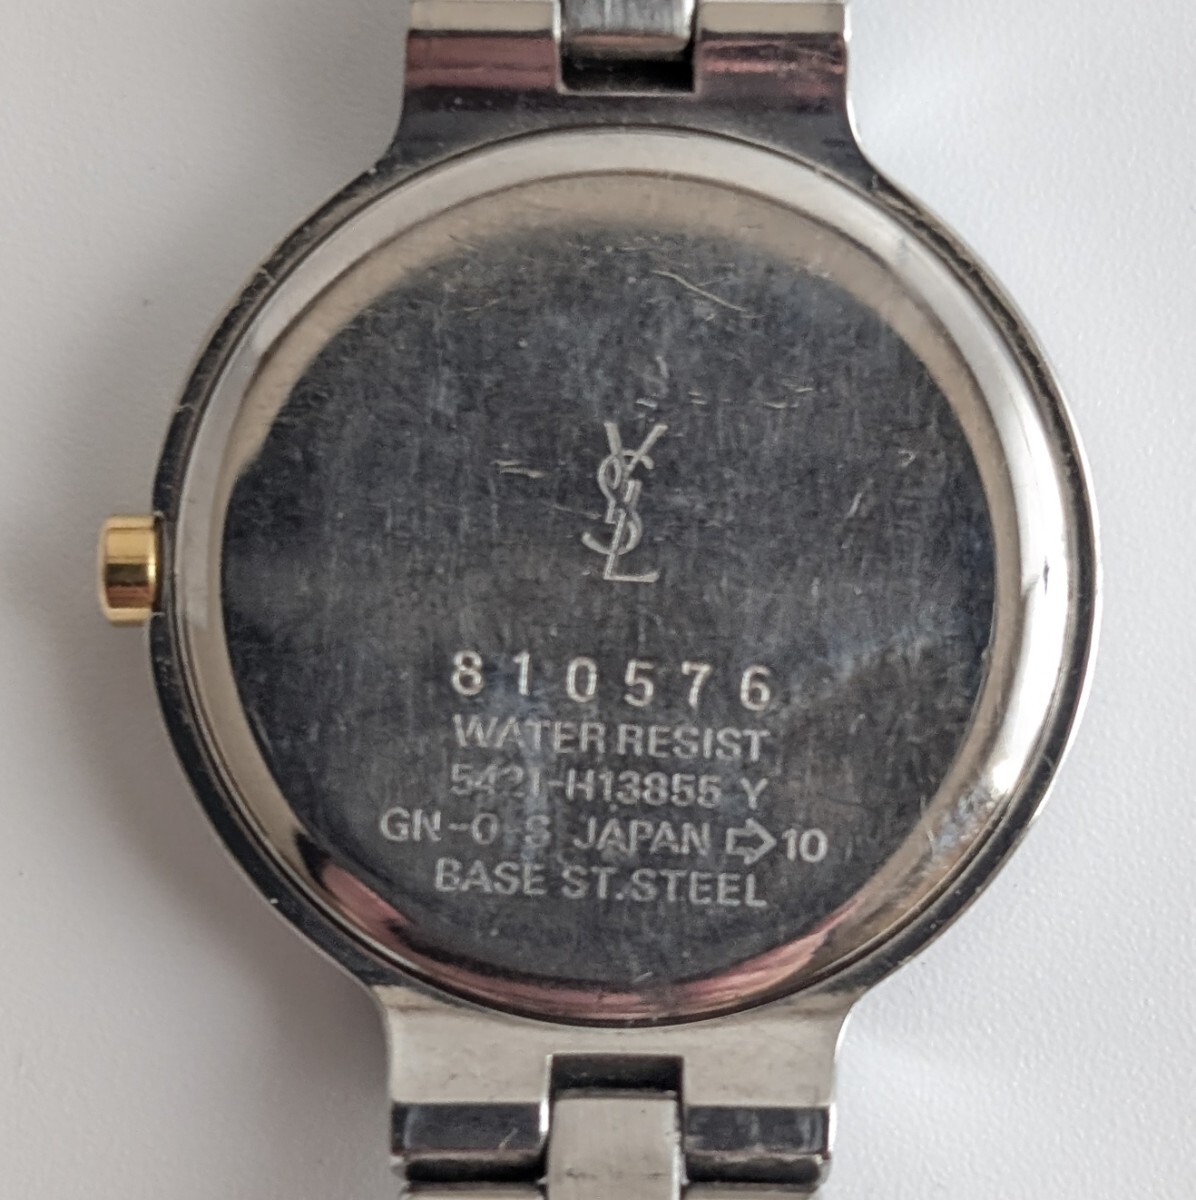 YSL
810576
WATER RESIST
5421-H13855 Y
GN-0-S JAPAN ⇨10
BASE ST.STEEL